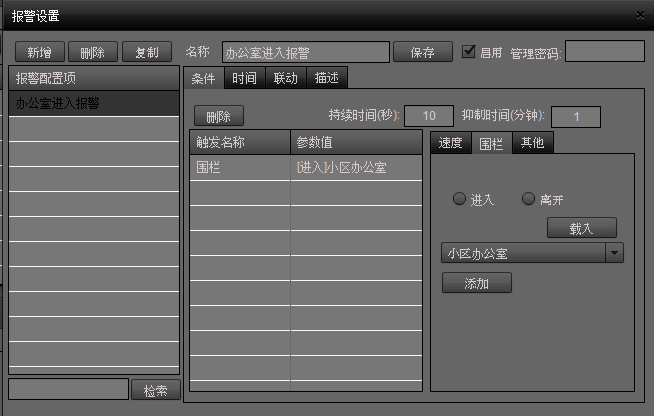 报警设置
新增 删除 复制 名称 办公室进入报警 保存 启用 管理密码:
报警配置项
办公室进入报警
检索
条件 时间 联动 描述
删除 持续时间(秒): 10 抑制时间(分钟): 1
触发名称 参数值
围栏 [进入]小区办公室
速度 围栏 其他
进入 离开
载入
小区办公室
添加